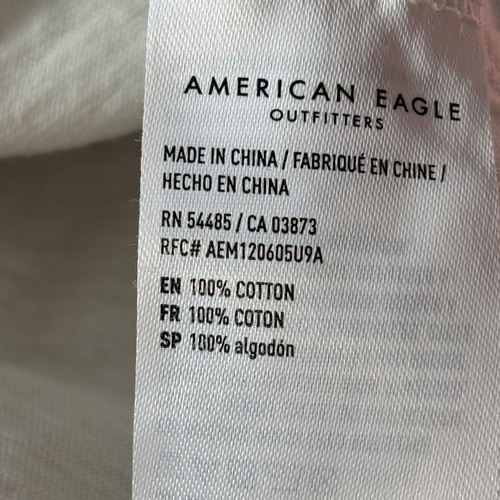 AMERICAN EAGLE
OUTFITTERS
MADE IN CHINA / FABRIQUÉ EN CHINE /
HECHO EN CHINA
RN 54485 / CA 03873
RFC# AEM120605U9A
EN 100% COTTON
FR 100% COTON
SP 100% algodón